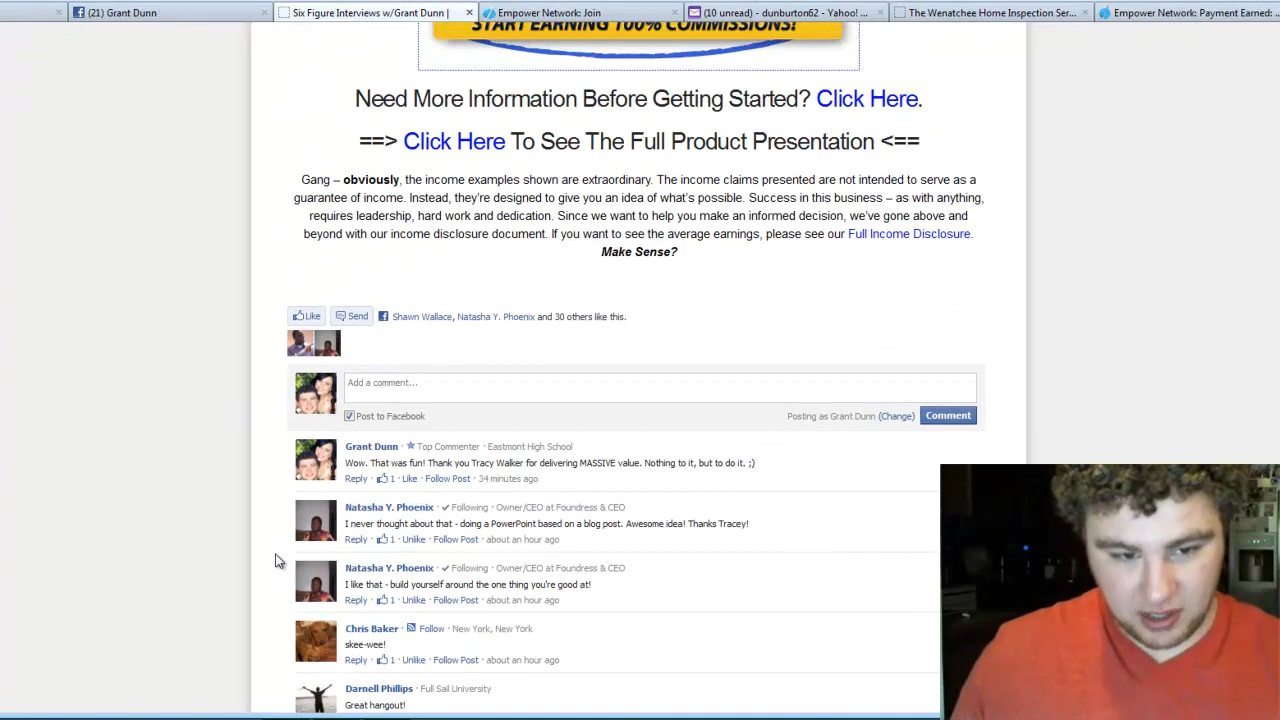 (21) Grant Dunn
Six Figure Interviews w/Grant Dunn |
Empower Network: Join
(10 unread) - dunburton62 - Yahoo! ...
The Wenatchee Home Inspection Ser...
Empower Network: Payment Earned: ...
START EARNING 100% COMMISSIONS!
Need More Information Before Getting Started? Click Here.
==> Click Here To See The Full Product Presentation <==
Gang – obviously, the income examples shown are extraordinary. The income claims presented are not intended to serve as a
guarantee of income. Instead, they're designed to give you an idea of what's possible. Success in this business – as with anything,
requires leadership, hard work and dedication. Since we want to help you make an informed decision, we've gone above and
beyond with our income disclosure document. If you want to see the average earnings, please see our Full Income Disclosure.
Make Sense?
Like Send Shawn Wallace, Natasha Y. Phoenix and 30 others like this.
Add a comment...
Post to Facebook Posting as Grant Dunn (Change) Comment
Grant Dunn · Top Commenter · Eastmont High School
Wow. That was fun! Thank you Tracy Walker for delivering MASSIVE value. Nothing to it, but to do it. ;)
Reply · 1 · Like · Follow Post · 34 minutes ago
Natasha Y. Phoenix · Following · Owner/CEO at Foundress & CEO
I never thought about that - doing a PowerPoint based on a blog post. Awesome idea! Thanks Tracey!
Reply · 1 · Unlike · Follow Post · about an hour ago
Natasha Y. Phoenix · Following · Owner/CEO at Foundress & CEO
I like that - build yourself around the one thing you're good at!
Reply · 1 · Unlike · Follow Post · about an hour ago
Chris Baker · Follow · New York, New York
skee-wee!
Reply · 1 · Unlike · Follow Post · about an hour ago
Darnell Phillips · Full Sail University
Great hangout!